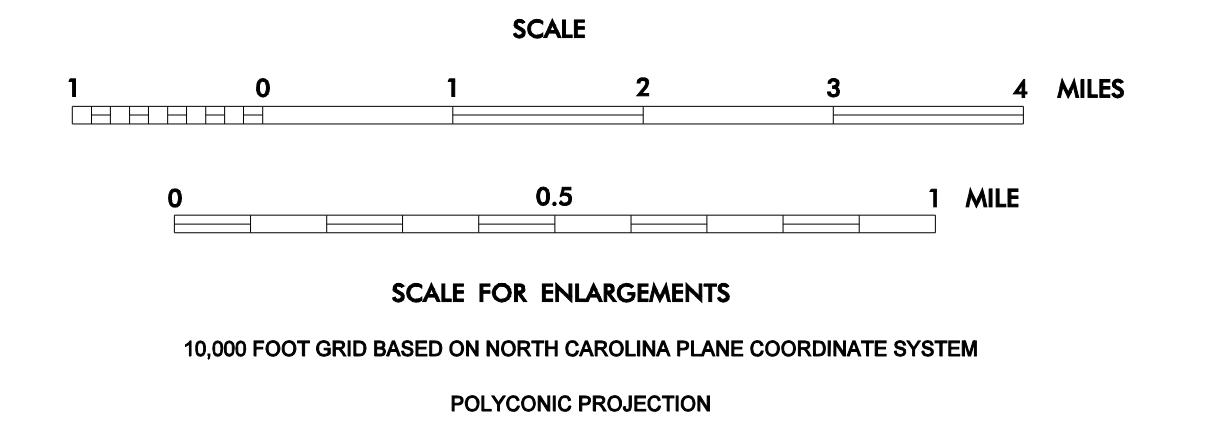 SCALE
1 0 1 2 3 4 MILES
0 0.5 1 MILE
SCALE FOR ENLARGEMENTS
10,000 FOOT GRID BASED ON NORTH CAROLINA PLANE COORDINATE SYSTEM
POLYCONIC PROJECTION